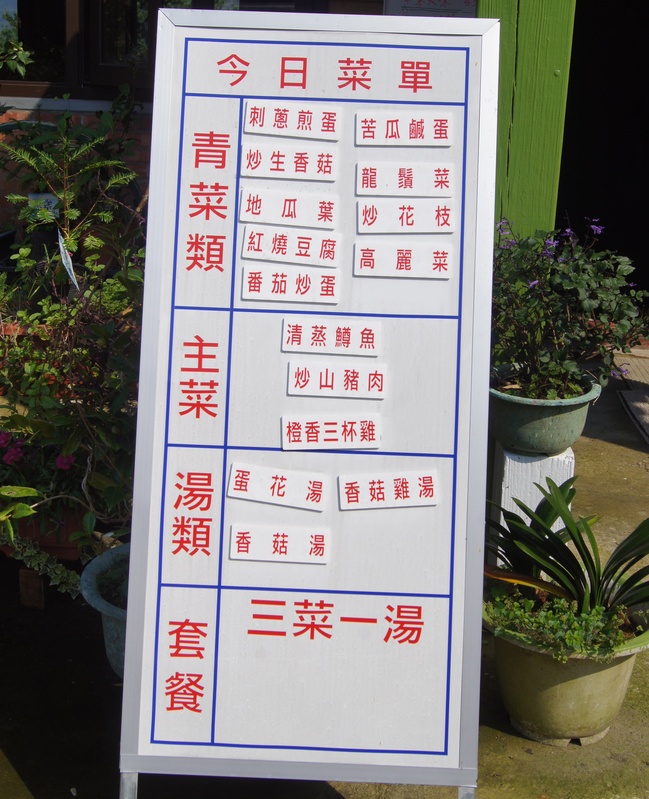 今日菜單
青菜類
刺蔥煎蛋
苦瓜鹹蛋
炒生香菇
龍鬚菜
地瓜葉
炒花枝
紅燒豆腐
高麗菜
番茄炒蛋
主菜
清蒸鱒魚
炒山豬肉
橙香三杯雞
湯類
蛋花湯
香菇雞湯
香菇湯
套餐
三菜一湯